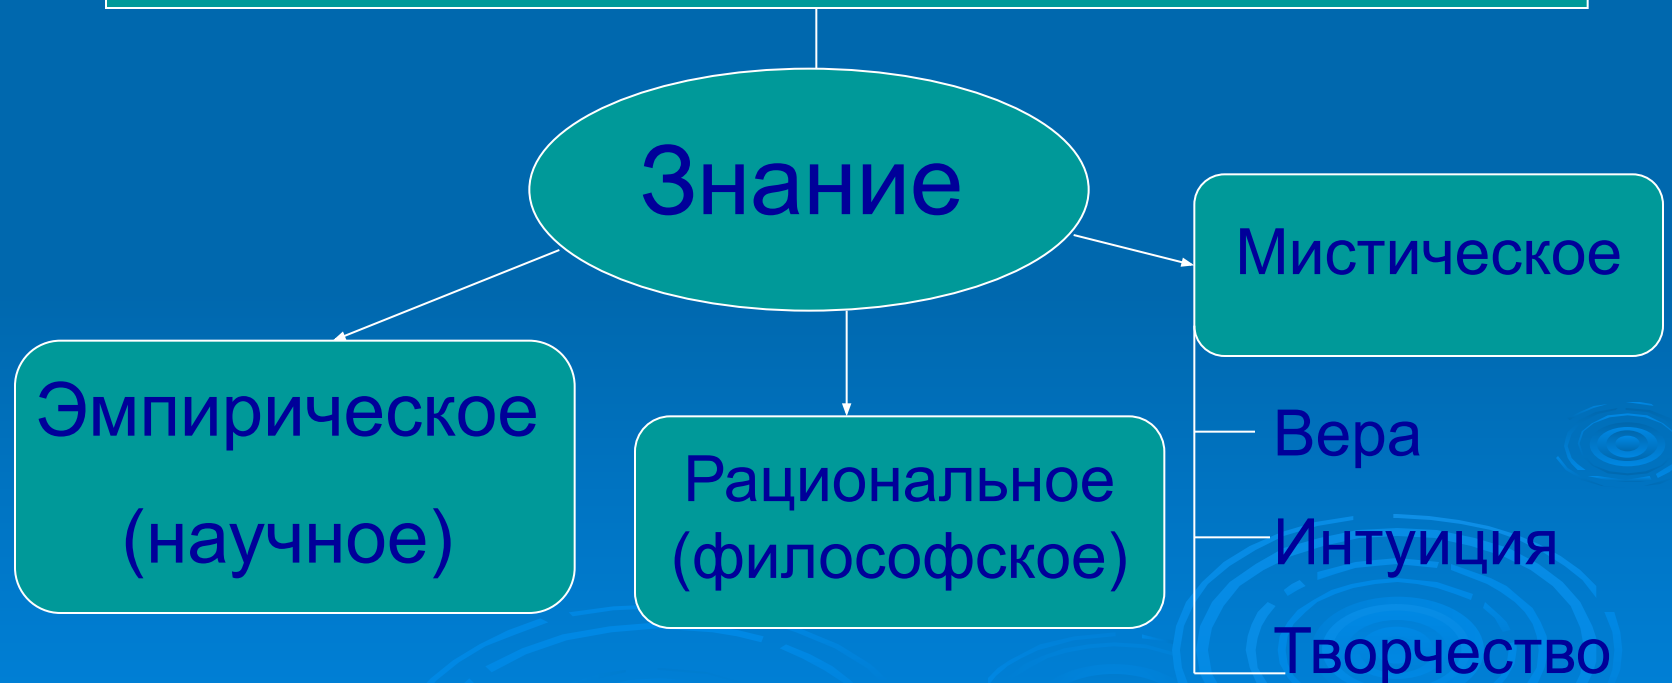 Знание
Мистическое
Эмпирическое
(научное)
Рациональное
(философское)
Вера
Интуиция
Творчество